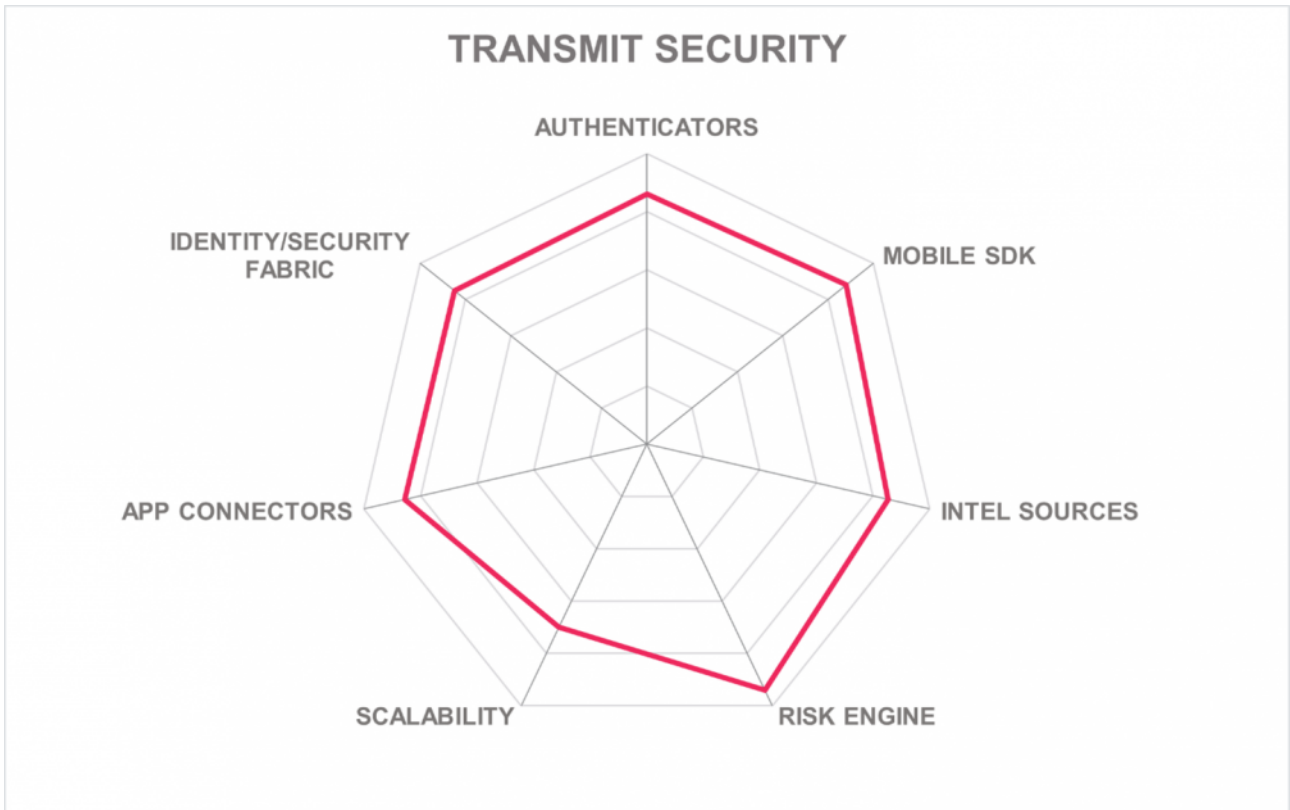 TRANSMIT SECURITY
AUTHENTICATORS
IDENTITY/SECURITY
FABRIC
MOBILE SDK
APP CONNECTORS
INTEL SOURCES
SCALABILITY
RISK ENGINE